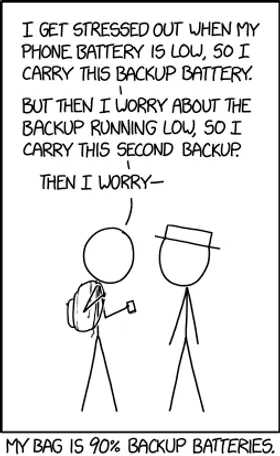 I GET STRESSED OUT WHEN MY
PHONE BATTERY IS LOW, SO I
CARRY THIS BACKUP BATTERY.
BUT THEN I WORRY ABOUT THE
BACKUP RUNNING LOW, SO I
CARRY THIS SECOND BACKUP.
THEN I WORRY—
MY BAG IS 90% BACKUP BATTERIES.